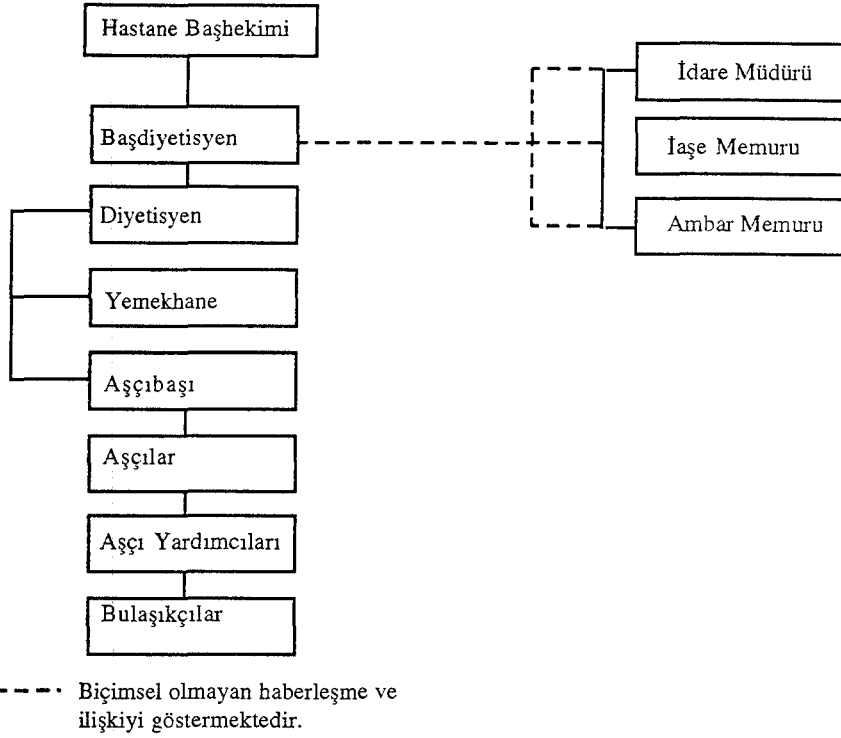 Hastane Başhekimi
Başdiyetisyen
Diyetisyen
Yemekhane
Aşçıbaşı
Aşçılar
Aşçı Yardımcıları
Bulaşıkçılar
İdare Müdürü
İaşe Memuru
Ambar Memuru
Biçimsel olmayan haberleşme ve
ilişkiyi göstermektedir.